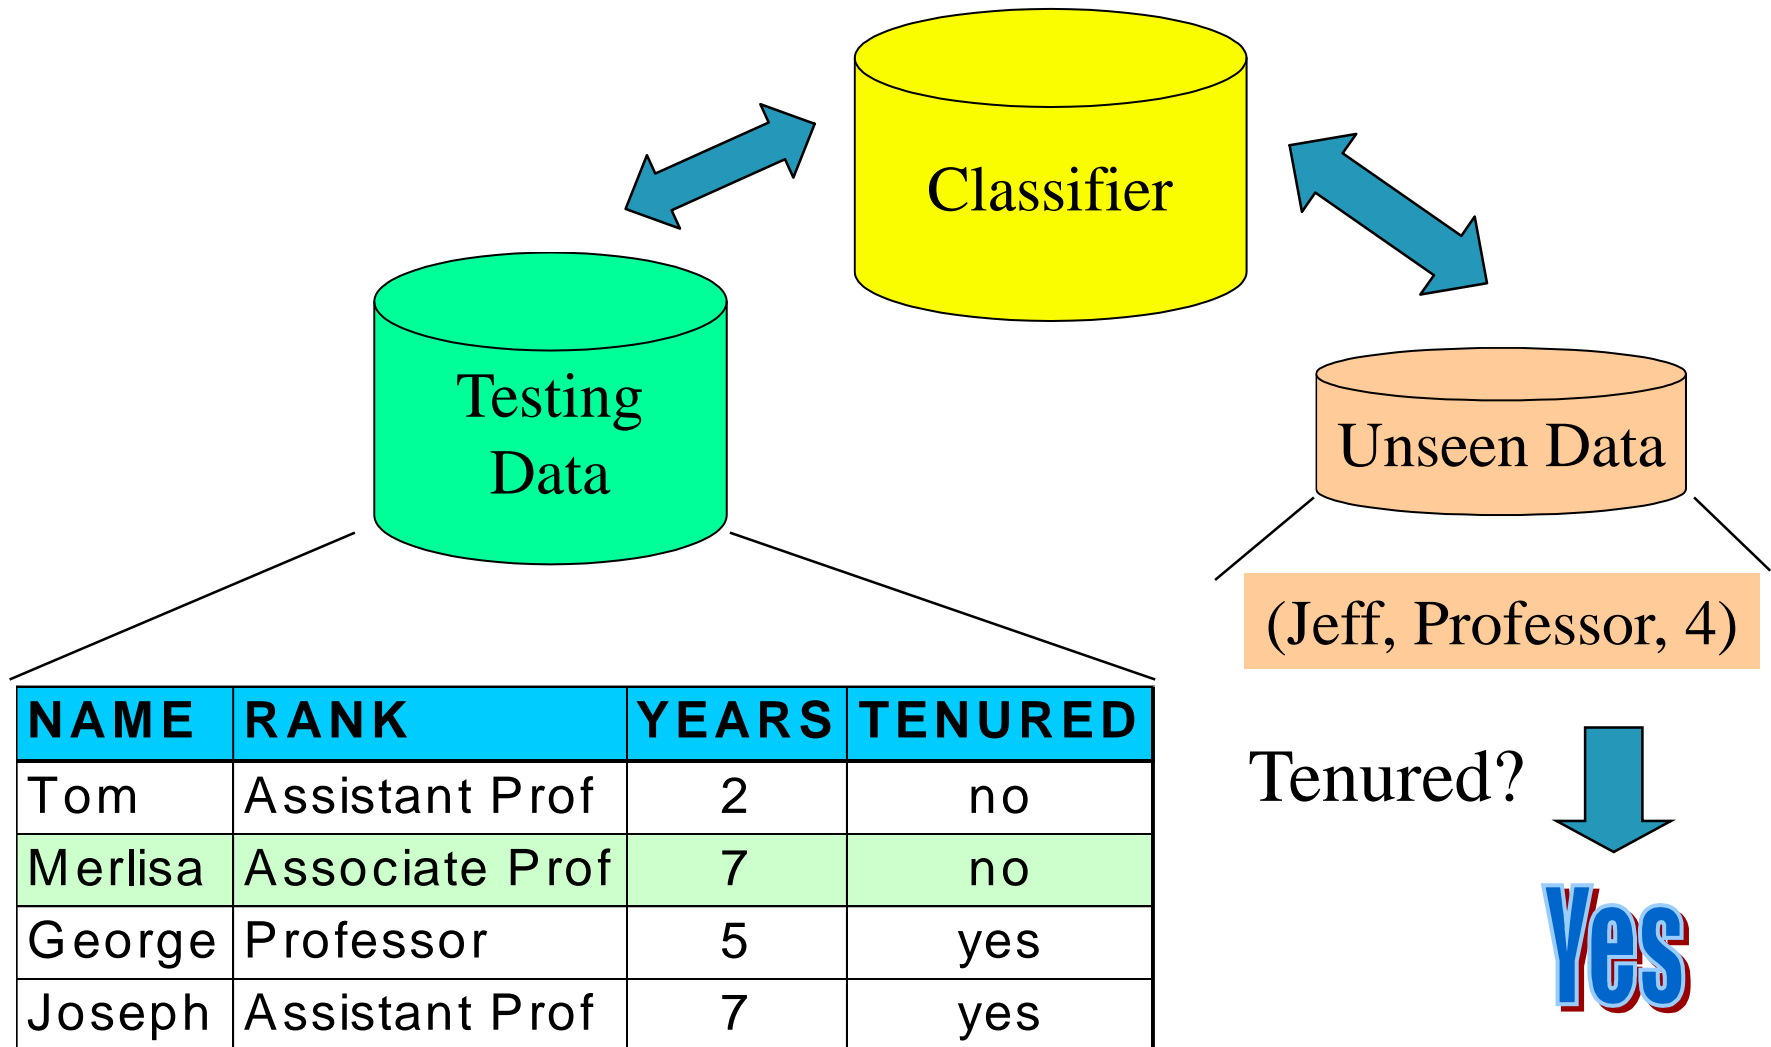 Classifier
Testing
Data
Unseen Data
(Jeff, Professor, 4)
NAME RANK YEARS TENURED
Tom Assistant Prof 2 no
Merlisa Associate Prof 7 no
George Professor 5 yes
Joseph Assistant Prof 7 yes
Tenured?
Yes